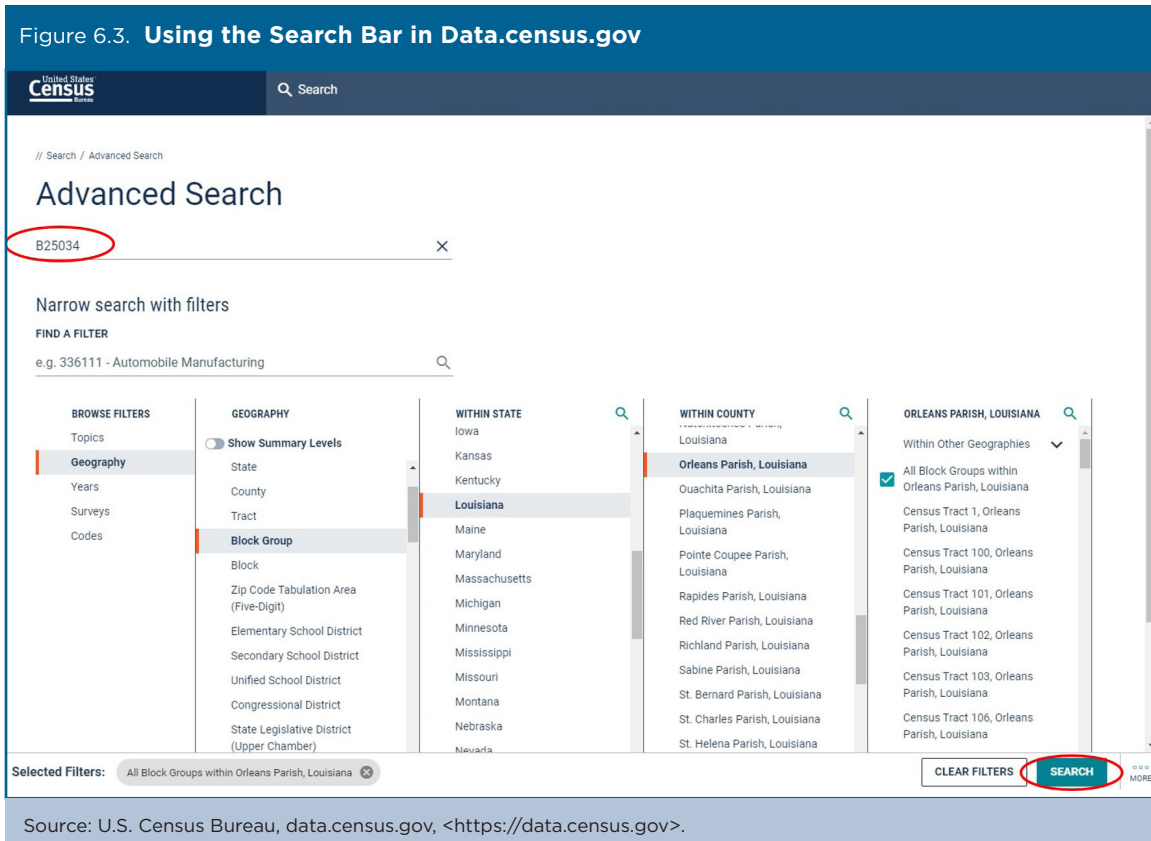 Figure 6.3. Using the Search Bar in Data.census.gov
United States
Census
Bureau
Search
// Search / Advanced Search
Advanced Search
B25034
Narrow search with filters
FIND A FILTER
e.g. 336111 - Automobile Manufacturing
BROWSE FILTERS
Topics
Geography
Years
Surveys
Codes
GEOGRAPHY
Show Summary Levels
State
County
Tract
Block Group
Block
Zip Code Tabulation Area
(Five-Digit)
Elementary School District
Secondary School District
Unified School District
Congressional District
State Legislative District
(Upper Chamber)
WITHIN STATE
Iowa
Kansas
Kentucky
Louisiana
Maine
Maryland
Massachusetts
Michigan
Minnesota
Mississippi
Missouri
Montana
Nebraska
Nevada
WITHIN COUNTY
Louisiana
Orleans Parish, Louisiana
Ouachita Parish, Louisiana
Plaquemines Parish,
Louisiana
Pointe Coupee Parish,
Louisiana
Rapides Parish, Louisiana
Red River Parish, Louisiana
Richland Parish, Louisiana
Sabine Parish, Louisiana
St. Bernard Parish, Louisiana
St. Charles Parish, Louisiana
St. Helena Parish, Louisiana
ORLEANS PARISH, LOUISIANA
Within Other Geographies
All Block Groups within
Orleans Parish, Louisiana
Census Tract 1, Orleans
Parish, Louisiana
Census Tract 100, Orleans
Parish, Louisiana
Census Tract 101, Orleans
Parish, Louisiana
Census Tract 102, Orleans
Parish, Louisiana
Census Tract 103, Orleans
Parish, Louisiana
Census Tract 106, Orleans
Parish, Louisiana
Selected Filters:
All Block Groups within Orleans Parish, Louisiana
CLEAR FILTERS
SEARCH
MORE
Source: U.S. Census Bureau, data.census.gov, <https://data.census.gov>.